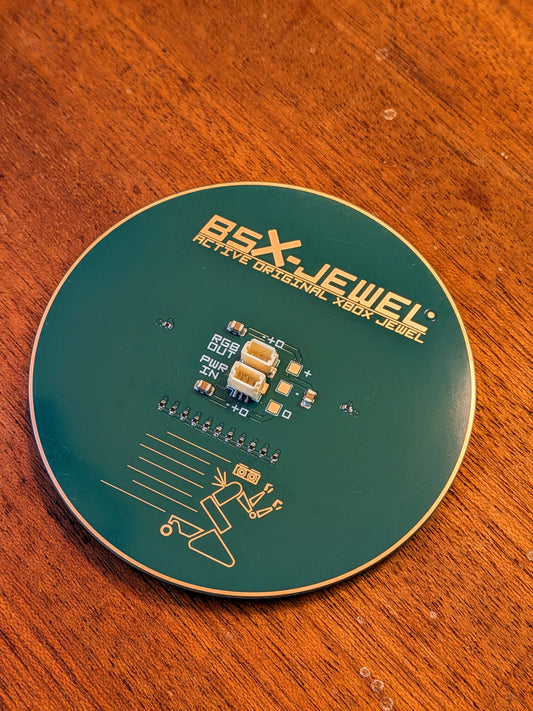 BSX-JEWEL
ACTIVE ORIGINAL XBOX JEWEL
RGB
OUT
PWR
IN